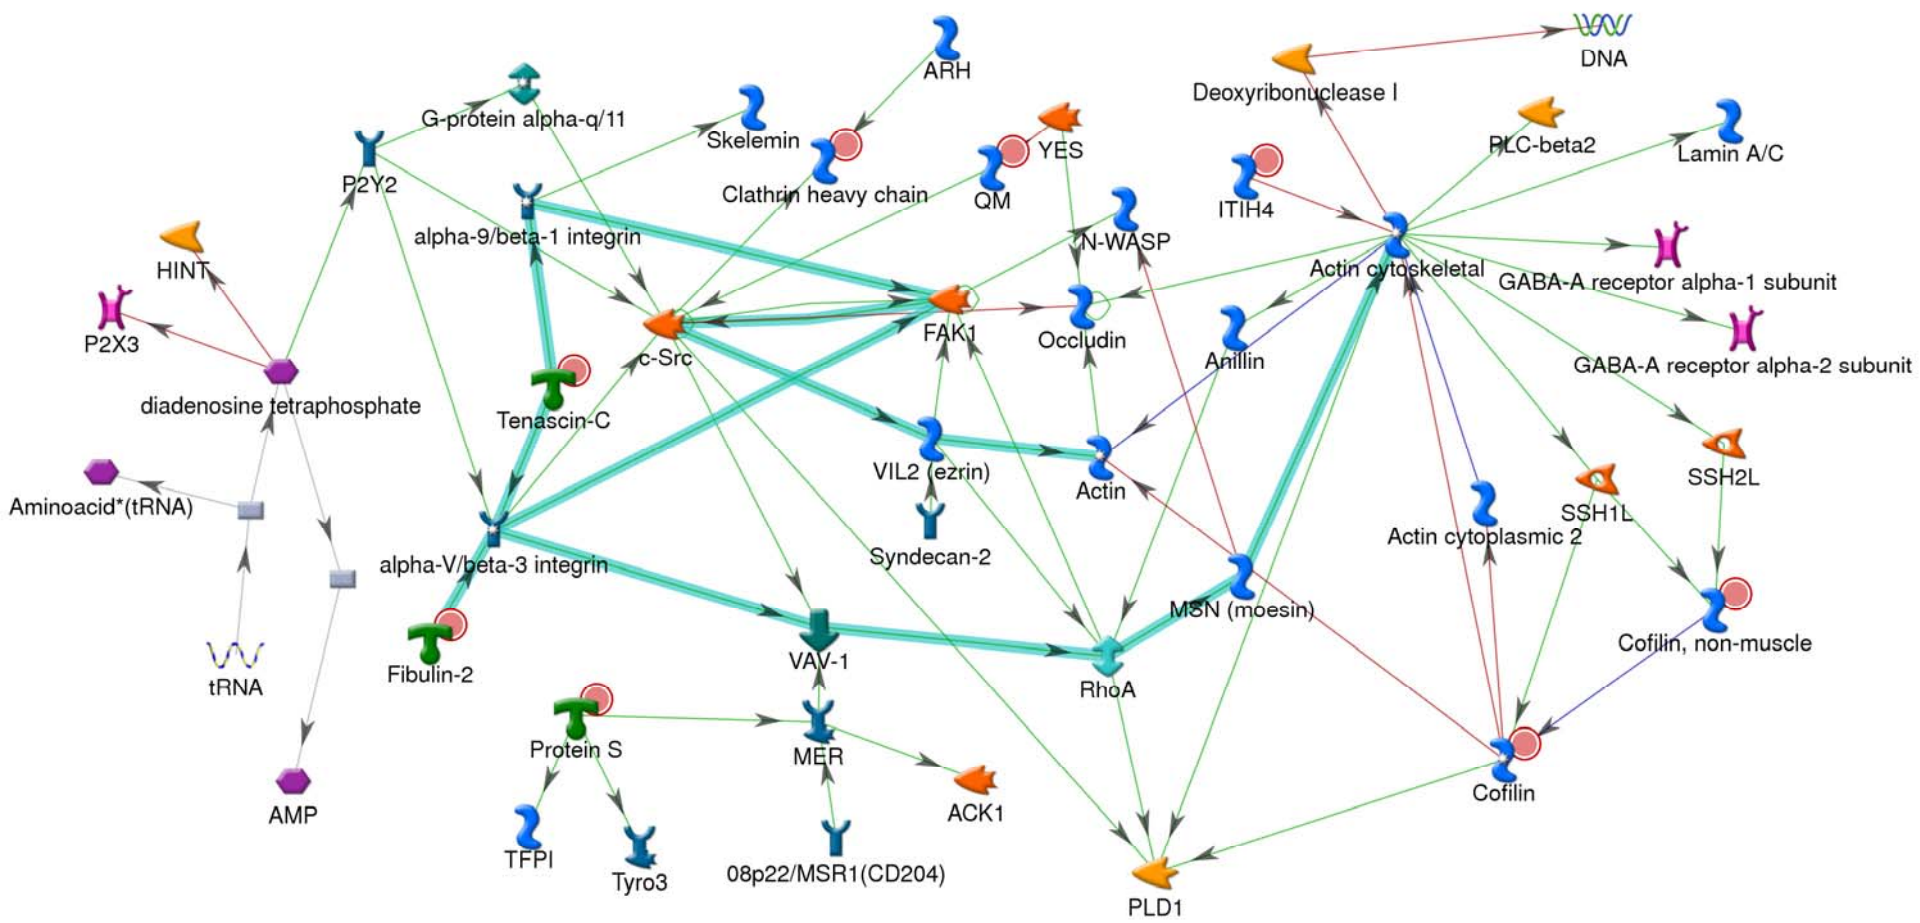 ARH
DNA
Deoxyribonuclease I
G-protein alpha-q/11
Skelemin
YES
PLC-beta2
Lamin A/C
P2Y2
Clathrin heavy chain
QM
ITIH4
alpha-9/beta-1 integrin
N-WASP
HINT
Actin cytoskeletal
GABA-A receptor alpha-1 subunit
P2X3
c-Src
FAK1
Occludin
Anillin
GABA-A receptor alpha-2 subunit
diadenosine tetraphosphate
Tenascin-C
VIL2 (ezrin)
Actin
SSH2L
Aminoacid*(tRNA)
SSH1L
Actin cytoplasmic 2
Syndecan-2
alpha-V/beta-3 integrin
MSN (moesin)
Cofilin, non-muscle
Fibulin-2
VAV-1
tRNA
RhoA
Protein S
MER
Cofilin
AMP
ACK1
TFPI
Tyro3
08p22/MSR1(CD204)
PLD1